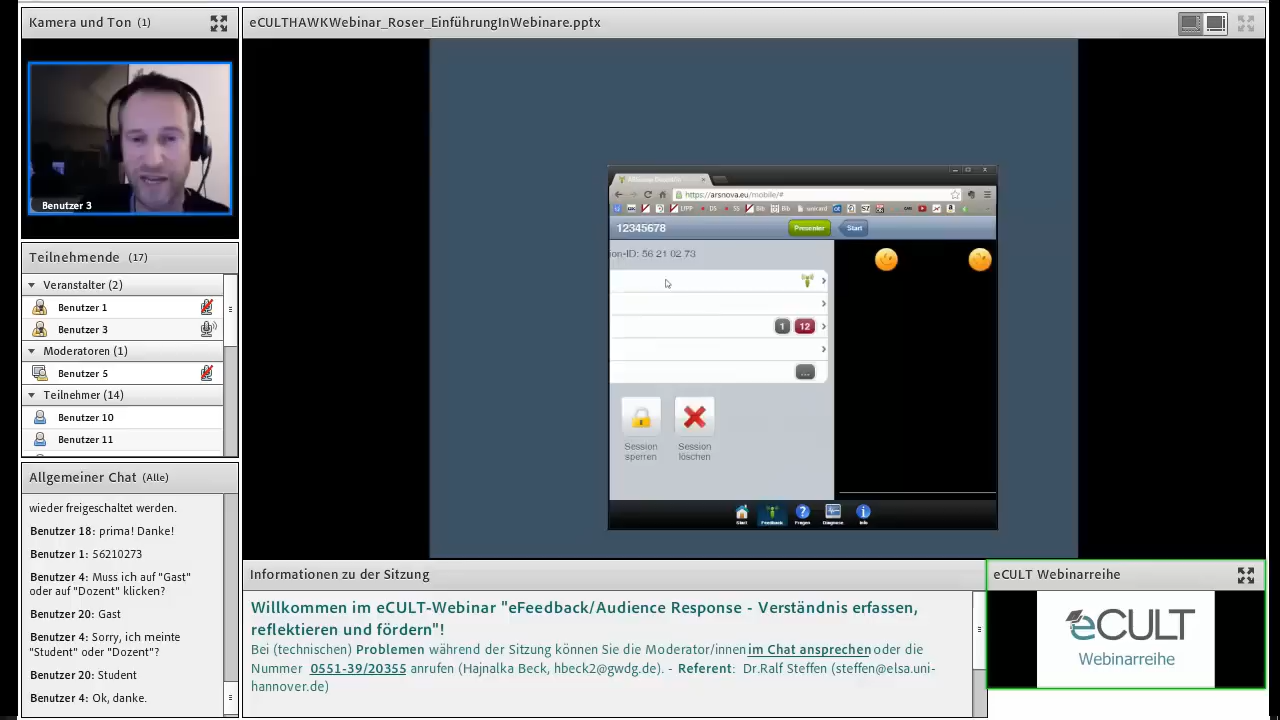 Kamera und Ton (1)
Benutzer 3
Teilnehmende (17)
Veranstalter (2)
Benutzer 1
Benutzer 3
Moderatoren (1)
Benutzer 5
Teilnehmer (14)
Benutzer 10
Benutzer 11
Allgemeiner Chat (Alle)
wieder freigeschaltet werden.
Benutzer 18: prima! Danke!
Benutzer 1: 56210273
Benutzer 4: Muss ich auf "Gast"
oder auf "Dozent" klicken?
Benutzer 20: Gast
Benutzer 4: Sorry, ich meinte
"Student" oder "Dozent"?
Benutzer 20: Student
Benutzer 4: Ok, danke.
eCULTHAWKWebinar_Roser_EinführungInWebinare.pptx
https://arsnova.eu/mobile/#
12345678
Presenter
Start
ion-ID: 56 21 02 73
1 12
...
Session
sperren
Session
löschen
Start Feedback Fragen Diagnose Info
Informationen zu der Sitzung
Willkommen im eCULT-Webinar "eFeedback/Audience Response - Verständnis erfassen,
reflektieren und fördern"!
Bei (technischen) Problemen während der Sitzung können Sie die Moderator/innen im Chat ansprechen oder die
Nummer 0551-39/20355 anrufen (Hajnalka Beck, hbeck2@gwdg.de). - Referent: Dr.Ralf Steffen (steffen@elsa.uni-
hannover.de)
eCULT Webinarreihe
eCULT
Webinarreihe